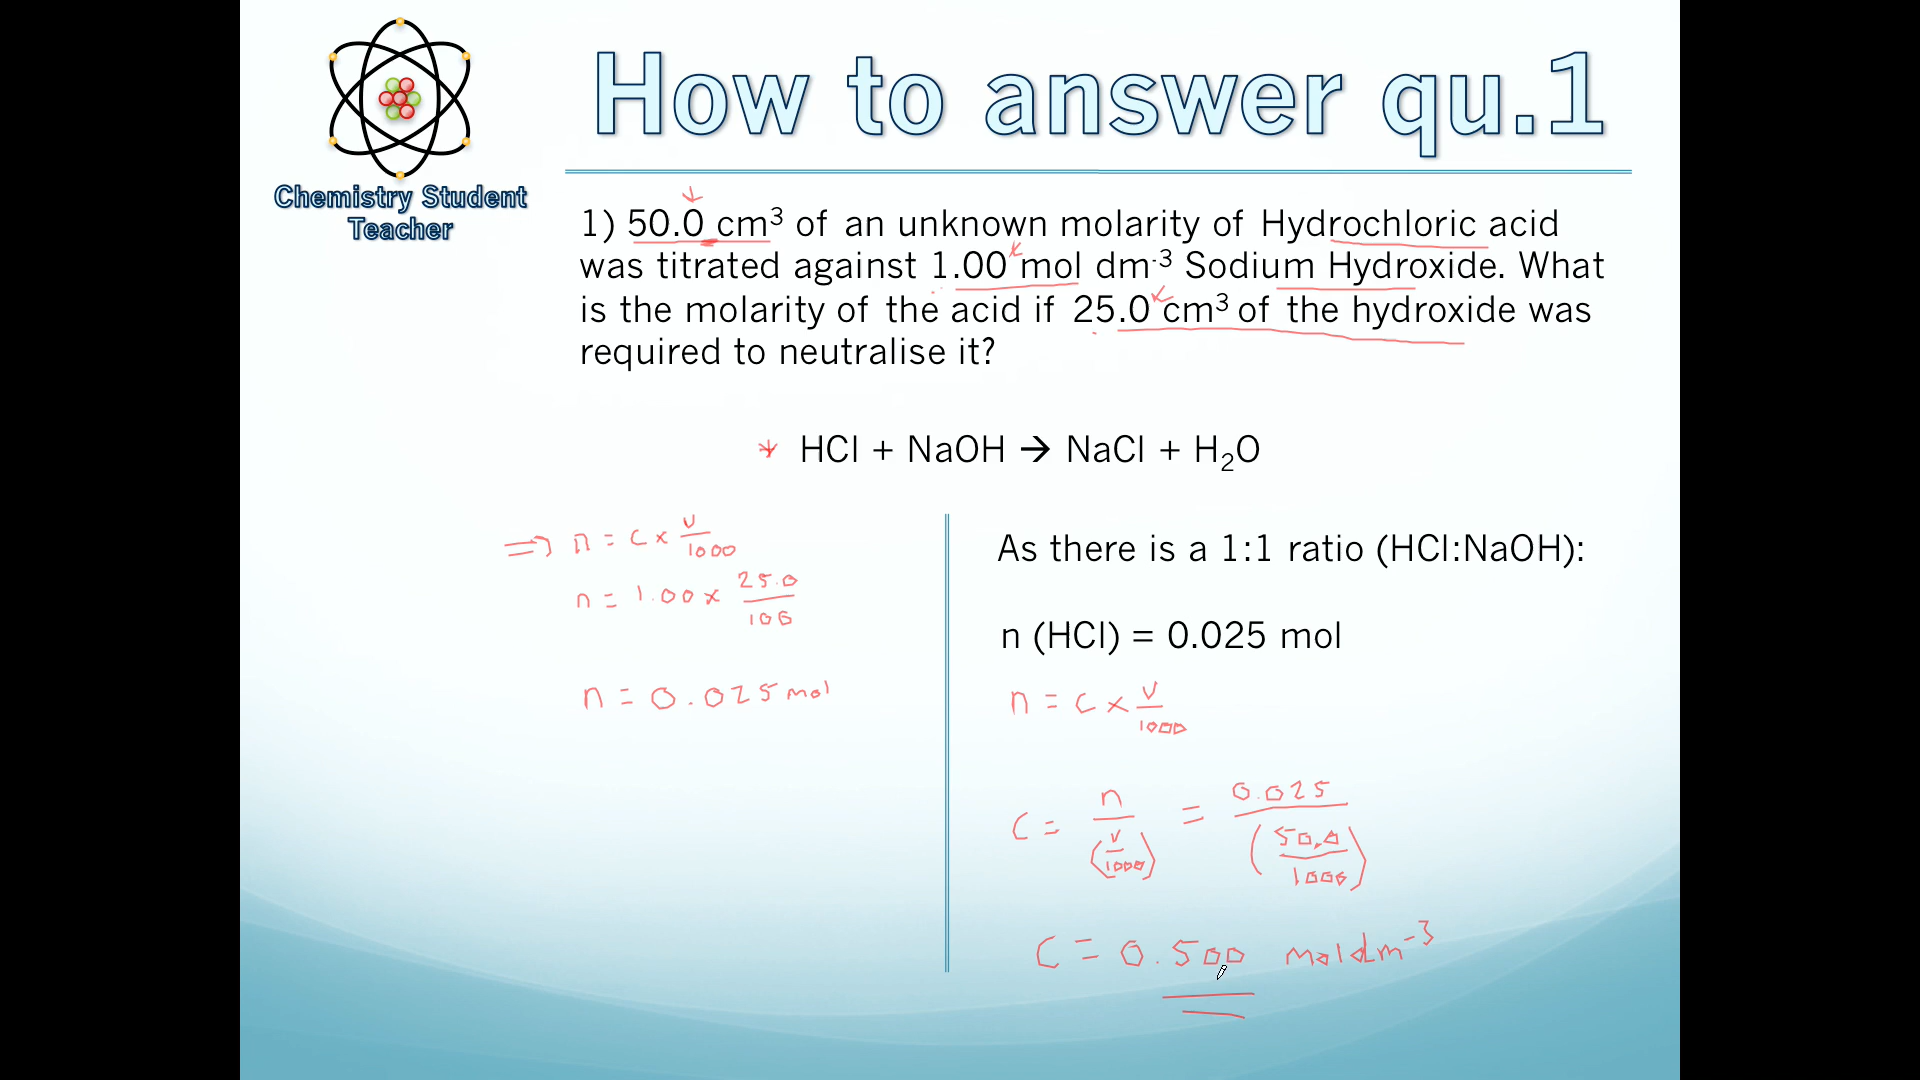 How to answer qu.1
Chemistry Student
Teacher
1) 50.0 cm³ of an unknown molarity of Hydrochloric acid
was titrated against 1.00 mol dm⁻³ Sodium Hydroxide. What
is the molarity of the acid if 25.0 cm³ of the hydroxide was
required to neutralise it?
* HCl + NaOH → NaCl + H₂O
⇒ n = c × v/1000
n = 1.00 × 25.0/100
n = 0.025 mol
As there is a 1:1 ratio (HCl:NaOH):
n (HCl) = 0.025 mol
n = c × v/1000
c = n/(v/1000) = 0.025/(50.0/1000)
c = 0.500 moldm⁻³